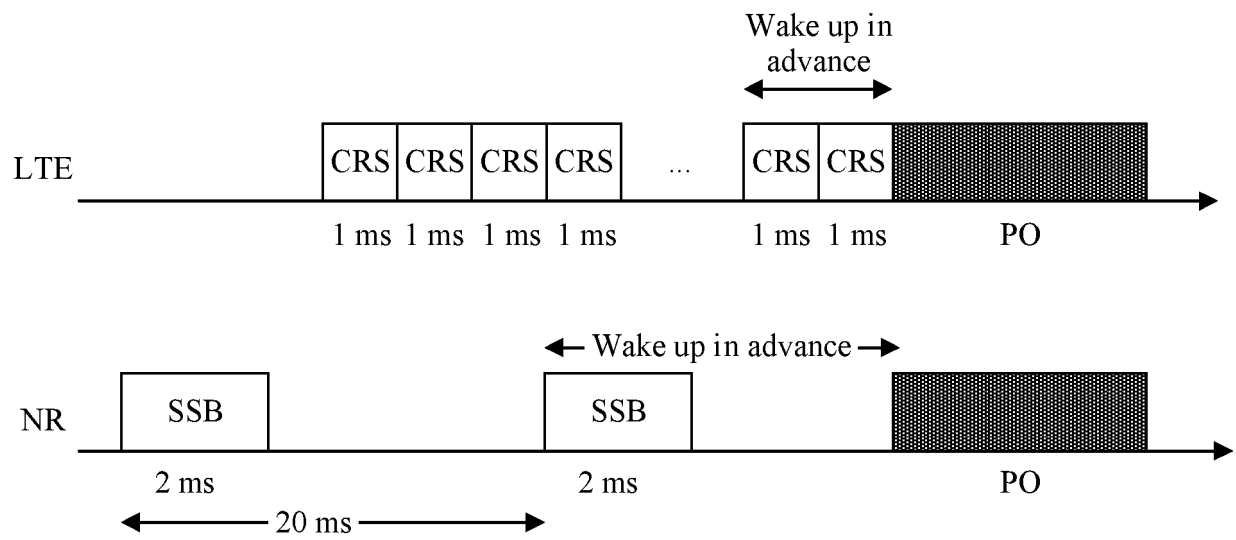 Wake up in
advance
LTE
CRS CRS CRS CRS ... CRS CRS
1 ms 1 ms 1 ms 1 ms 1 ms 1 ms PO
Wake up in advance
NR
SSB SSB
2 ms 2 ms PO
20 ms